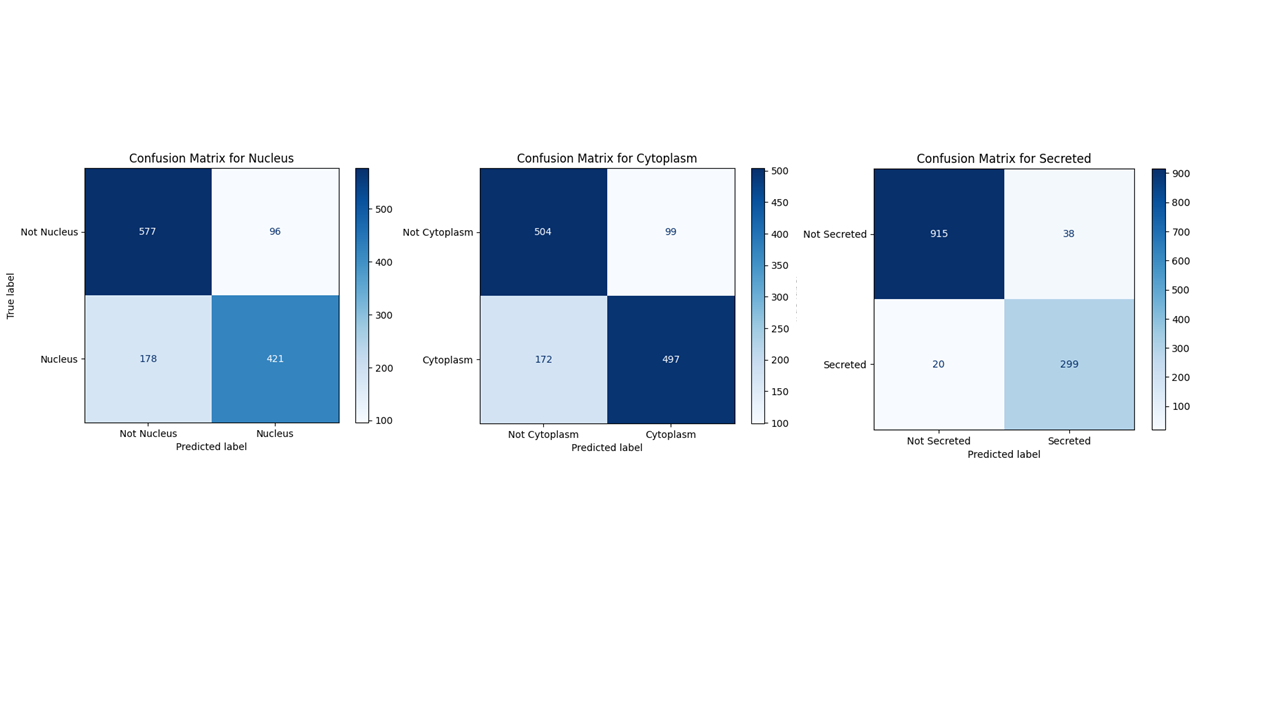 Confusion Matrix for Nucleus
True label
Not Nucleus
577
96
Nucleus
178
421
Not Nucleus
Nucleus
Predicted label
500
400
300
200
100
Confusion Matrix for Cytoplasm
Not Cytoplasm
504
99
Cytoplasm
172
497
Not Cytoplasm
Cytoplasm
Predicted label
500
450
400
350
300
250
200
150
100
Confusion Matrix for Secreted
Not Secreted
915
38
Secreted
20
299
Not Secreted
Secreted
Predicted label
900
800
700
600
500
400
300
200
100